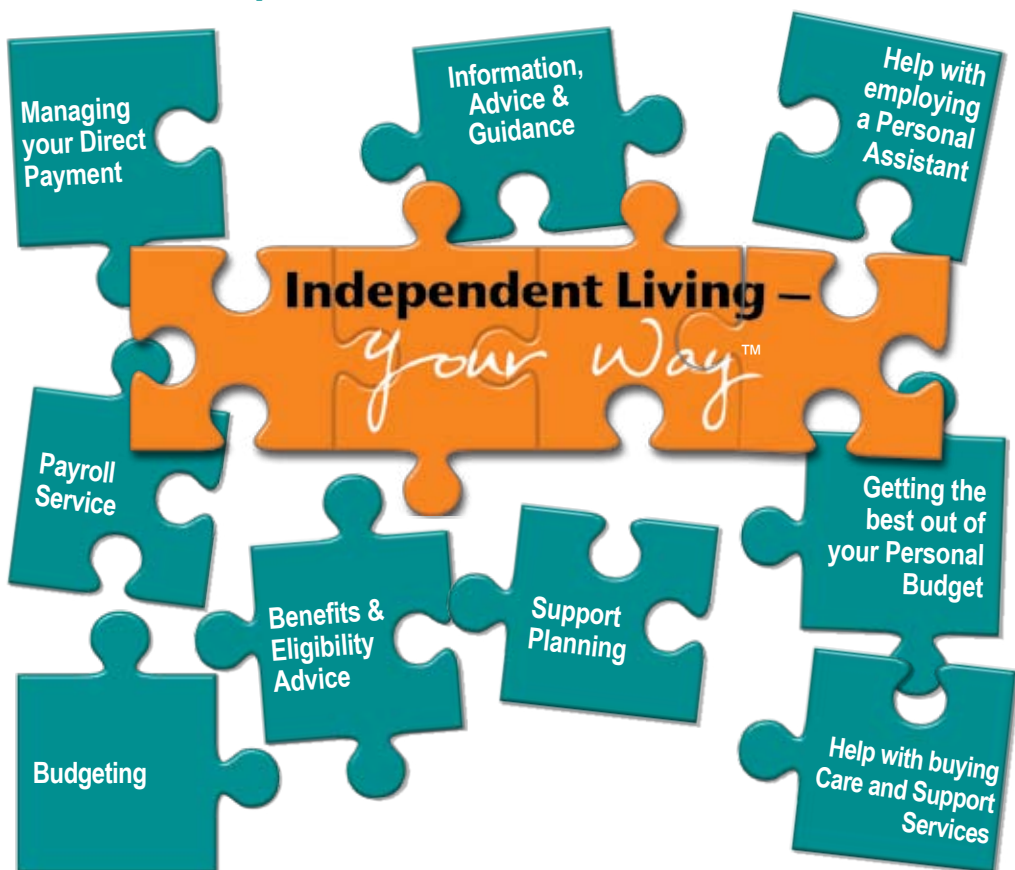 Managing
your Direct
Payment
Information,
Advice &
Guidance
Help with
employing
a Personal
Assistant
Independent Living –
your Way™
Payroll
Service
Benefits &
Eligibility
Advice
Support
Planning
Getting the
best out of
your Personal
Budget
Budgeting
Help with buying
Care and Support
Services